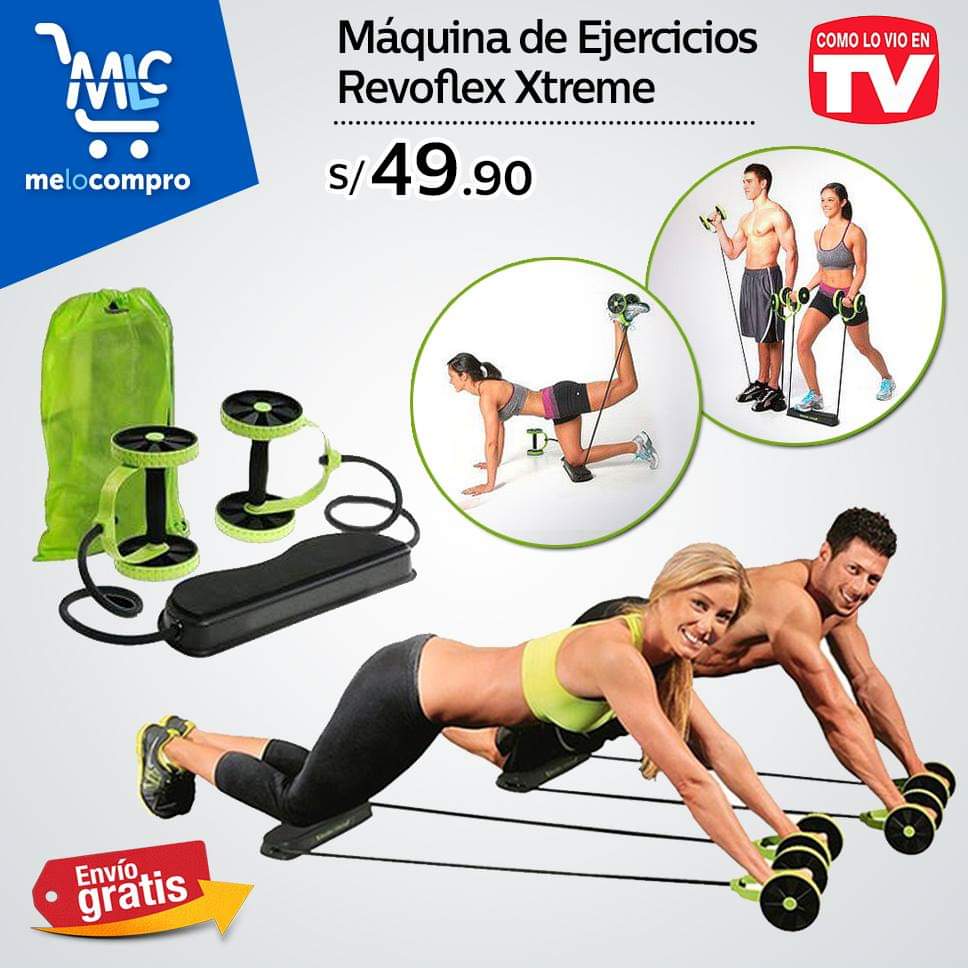 MLC
melocompro
Máquina de Ejercicios
Revoflex Xtreme
S/49.90
COMO LO VIO EN
TV
Envío
gratis